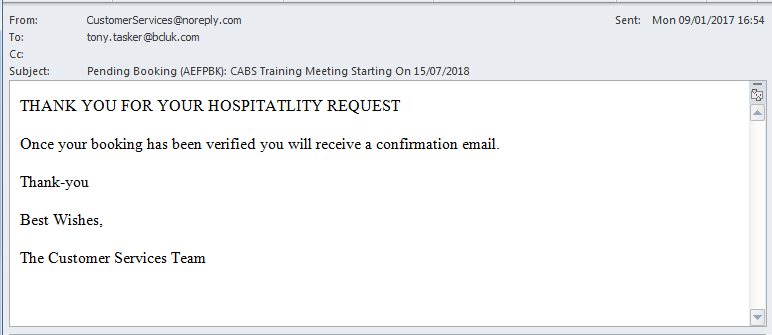 From: CustomerServices@noreply.com Sent: Mon 09/01/2017 16:54
To: tony.tasker@bcluk.com
Cc:
Subject: Pending Booking (AEFPBK): CABS Training Meeting Starting On 15/07/2018
THANK YOU FOR YOUR HOSPITATLITY REQUEST
Once your booking has been verified you will receive a confirmation email.
Thank-you
Best Wishes,
The Customer Services Team